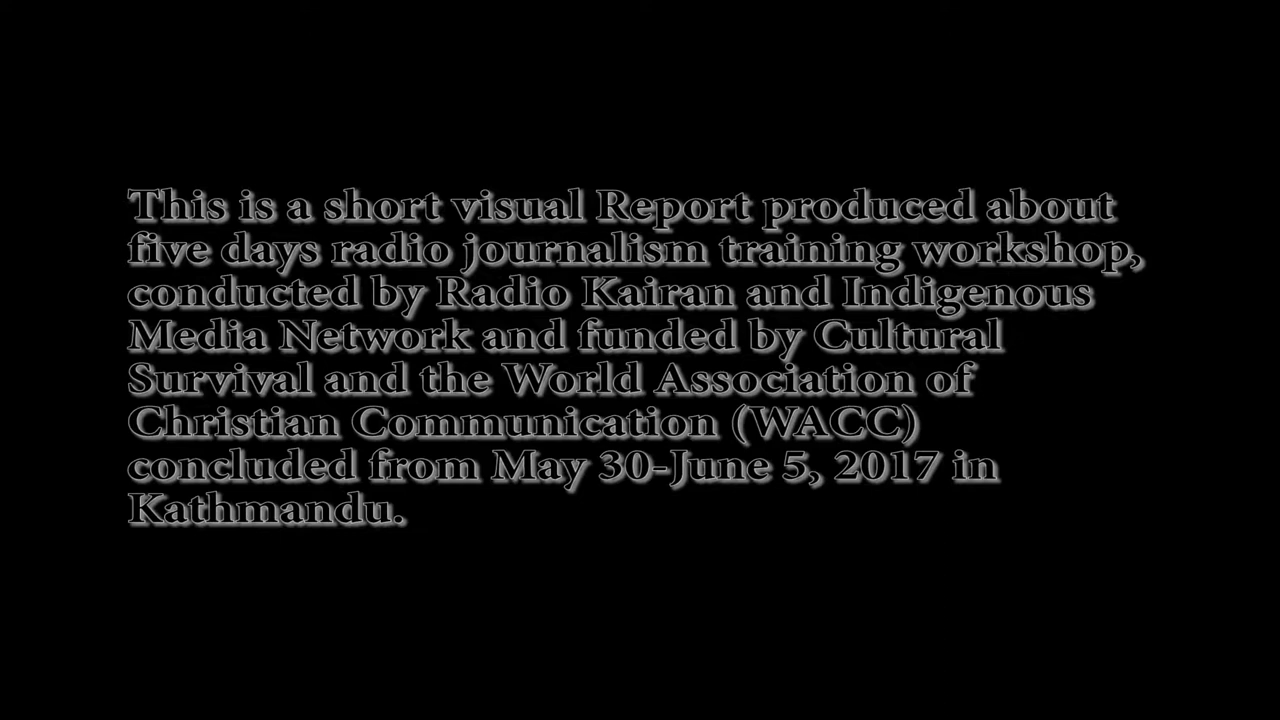 This is a short visual Report produced about
five days radio journalism training workshop,
conducted by Radio Kairan and Indigenous
Media Network and funded by Cultural
Survival and the World Association of
Christian Communication (WACC)
concluded from May 30-June 5, 2017 in
Kathmandu.